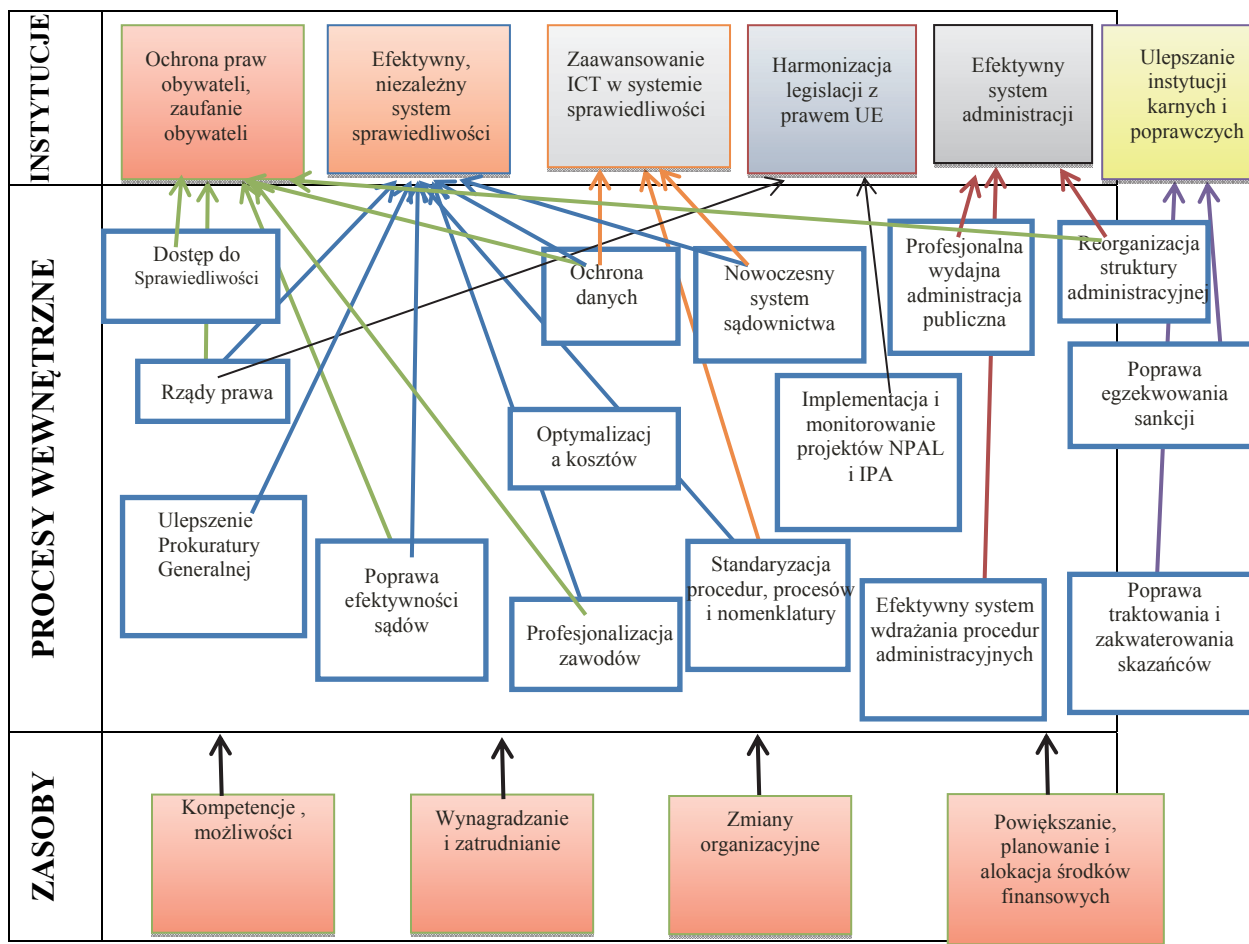 INSTYTUCJE
Ochrona praw
obywateli,
zaufanie
obywateli
Efektywny,
niezależny
system
sprawiedliwości
Zaawansowanie
ICT w systemie
sprawiedliwości
Harmonizacja
legislacji z
prawem UE
Efektywny
system
administracji
Ulepszanie
instytucji
karnych i
poprawczych
PROCESY WEWNĘTRZNE
Dostęp do
Sprawiedliwości
Ochrona
danych
Nowoczesny
system
sądownictwa
Profesjonalna
wydajna
administracja
publiczna
Reorganizacja
struktury
administracyjnej
Rządy prawa
Optymalizacj
a kosztów
Implementacja i
monitorowanie
projektów NPAL
i IPA
Poprawa
egzekwowania
sankcji
Ulepszenie
Prokuratury
Generalnej
Poprawa
efektywności
sądów
Profesjonalizacja
zawodów
Standaryzacja
procedur, procesów
i nomenklatury
Efektywny system
wdrażania procedur
administracyjnych
Poprawa
traktowania i
zakwaterowania
skazańców
ZASOBY
Kompetencje ,
możliwości
Wynagradzanie
i zatrudnianie
Zmiany
organizacyjne
Powiększanie,
planowanie i
alokacja środków
finansowych